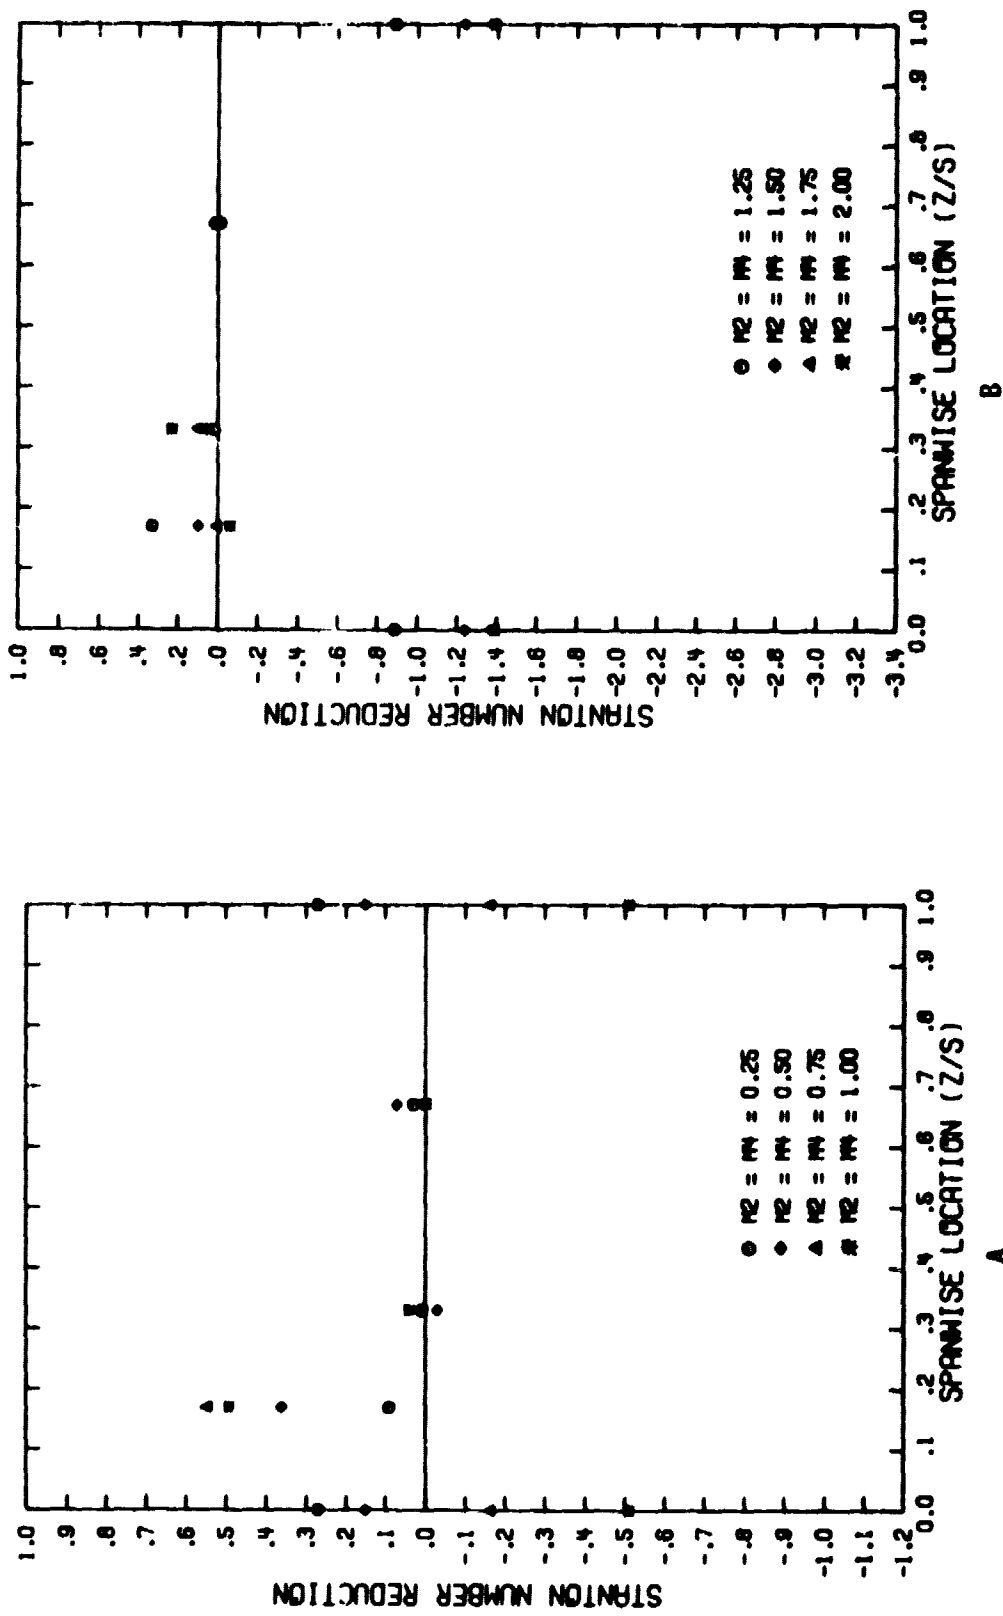 1.0
.9
.8
.7
.6
.5
.4
.3
.2
.1
.0
-.1
-.2
-.3
-.4
-.5
-.6
-.7
-.8
-.9
-1.0
-1.1
-1.2
STANTON NUMBER REDUCTION
M2 = M4 = 0.25
M2 = M4 = 0.50
M2 = M4 = 0.75
M2 = M4 = 1.00
0.0 .1 .2 .3 .4 .5 .6 .7 .8 .9 1.0
SPANWISE LOCATION (Z/S)
A
1.0
.8
.6
.4
.2
.0
-.2
-.4
-.6
-.8
-1.0
-1.2
-1.4
-1.6
-1.8
-2.0
-2.2
-2.4
-2.6
-2.8
-3.0
-3.2
-3.4
STANTON NUMBER REDUCTION
M2 = M4 = 1.25
M2 = M4 = 1.50
M2 = M4 = 1.75
M2 = M4 = 2.00
0.0 .1 .2 .3 .4 .5 .6 .7 .8 .9 1.0
SPANWISE LOCATION (Z/S)
B